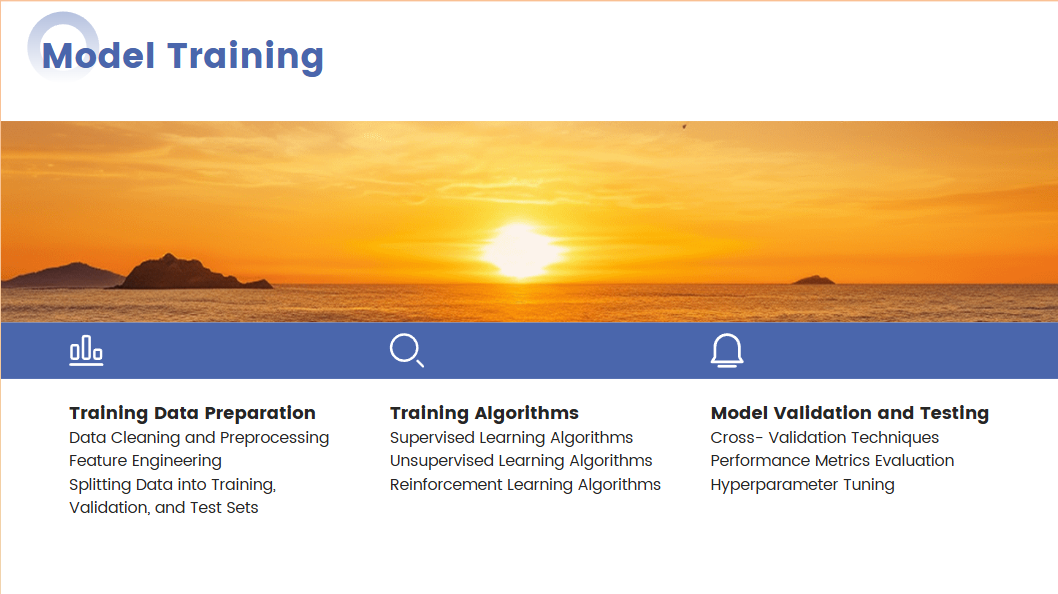 Model Training
Training Data Preparation
Data Cleaning and Preprocessing
Feature Engineering
Splitting Data into Training,
Validation, and Test Sets
Training Algorithms
Supervised Learning Algorithms
Unsupervised Learning Algorithms
Reinforcement Learning Algorithms
Model Validation and Testing
Cross- Validation Techniques
Performance Metrics Evaluation
Hyperparameter Tuning